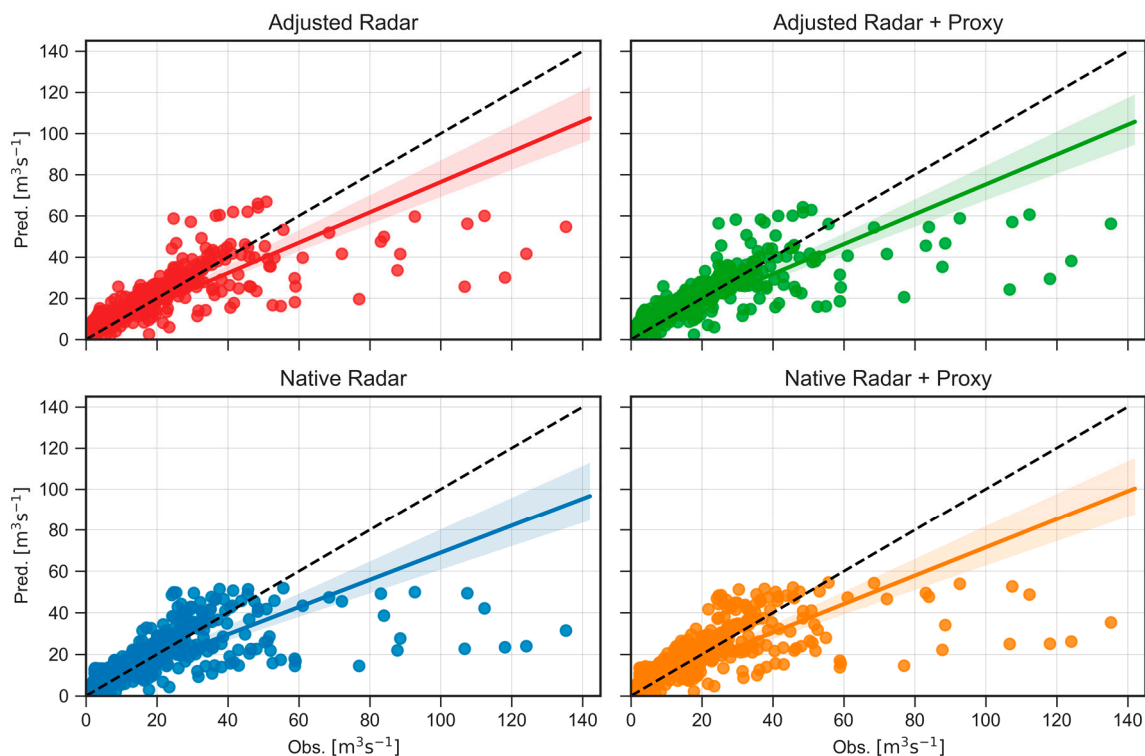 Adjusted Radar
Adjusted Radar + Proxy
140
120
100
80
60
40
20
0
Pred. [m³s⁻¹]
Native Radar
Native Radar + Proxy
140
120
100
80
60
40
20
0
Pred. [m³s⁻¹]
0 20 40 60 80 100 120 140
0 20 40 60 80 100 120 140
Obs. [m³s⁻¹]
Obs. [m³s⁻¹]